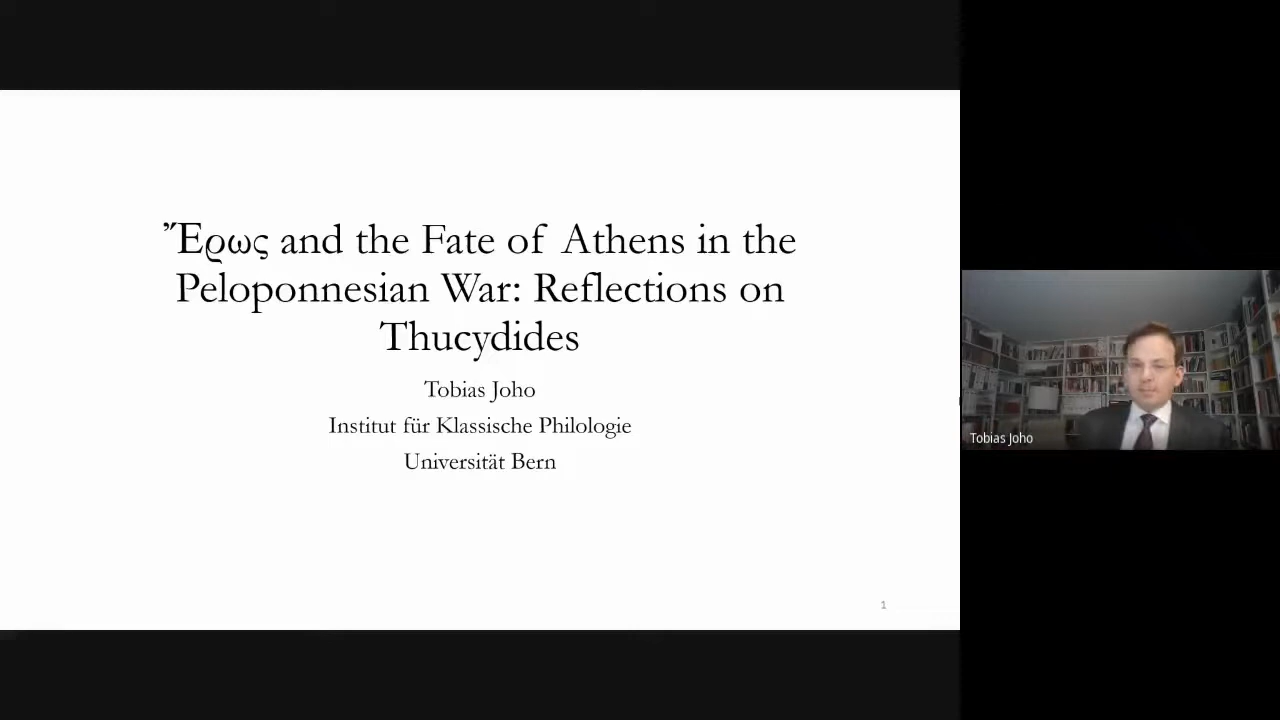 Ἔρως and the Fate of Athens in the
Peloponnesian War: Reflections on
Thucydides
Tobias Joho
Institut für Klassische Philologie
Universität Bern
1
Tobias Joho